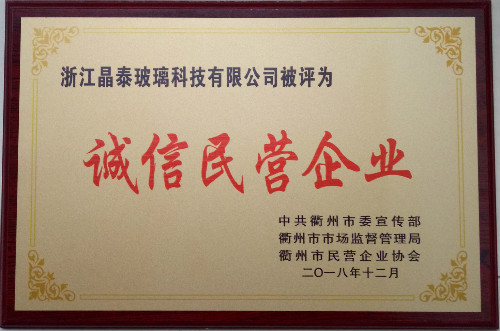 浙江晶泰玻璃科技有限公司被评为
诚信民营企业
中共衢州市委宣传部
衢州市市场监督管理局
衢州市民营企业协会
二〇一八年十二月